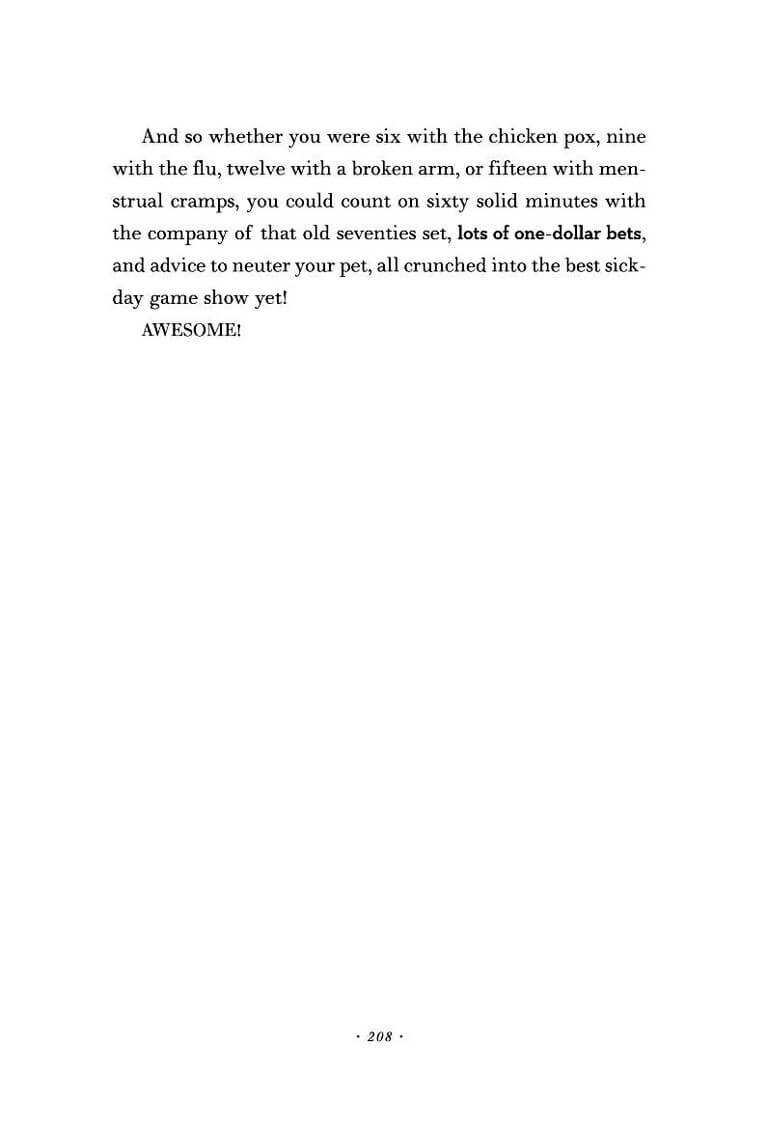 And so whether you were six with the chicken pox, nine
with the flu, twelve with a broken arm, or fifteen with men-
strual cramps, you could count on sixty solid minutes with
the company of that old seventies set, lots of one-dollar bets,
and advice to neuter your pet, all crunched into the best sick-
day game show yet!
AWESOME!
· 208 ·